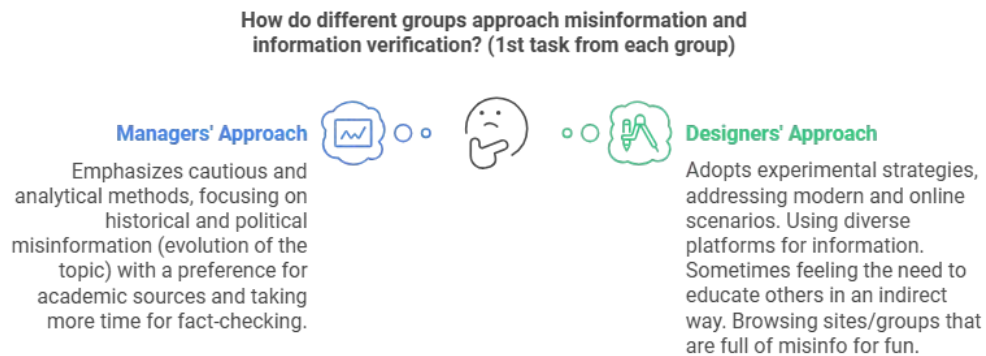 How do different groups approach misinformation and
information verification? (1st task from each group)
Managers' Approach
Emphasizes cautious and
analytical methods, focusing on
historical and political
misinformation (evolution of the
topic) with a preference for
academic sources and taking
more time for fact-checking.
Designers' Approach
Adopts experimental strategies,
addressing modern and online
scenarios. Using diverse
platforms for information.
Sometimes feeling the need to
educate others in an indirect
way. Browsing sites/groups that
are full of misinfo for fun.